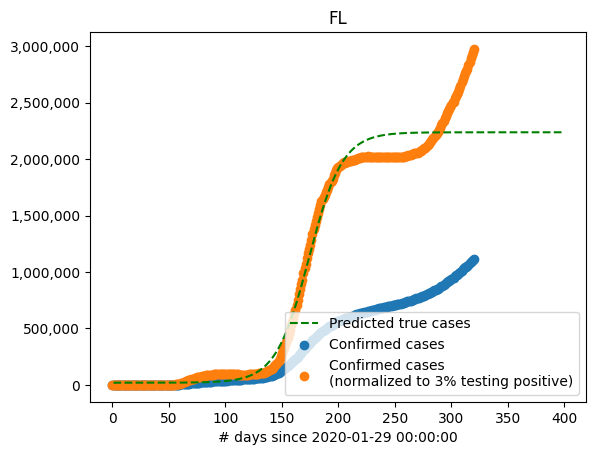 FL
3,000,000
2,500,000
2,000,000
1,500,000
1,000,000
500,000
0
Predicted true cases
Confirmed cases
Confirmed cases
(normalized to 3% testing positive)
0 50 100 150 200 250 300 350 400
# days since 2020-01-29 00:00:00